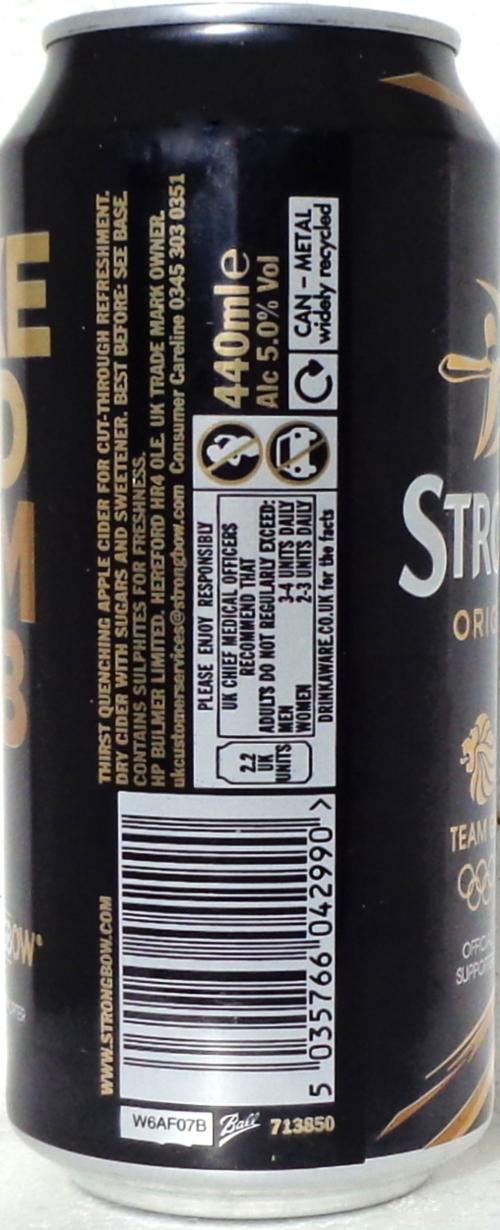 THIRST QUENCHING APPLE CIDER FOR CUT-THROUGH REFRESHMENT.
DRY CIDER WITH SUGARS AND SWEETENER. BEST BEFORE: SEE BASE.
CONTAINS SULPHITES FOR FRESHNESS.
HP BULMER LIMITED. HEREFORD HR4 0LE. UK TRADE MARK OWNER.
ukcustomerservices@strongbow.com Consumer Careline 0345 303 0351
WWW.STRONGBOW.COM
PLEASE ENJOY RESPONSIBLY
UK CHIEF MEDICAL OFFICERS
RECOMMEND THAT
ADULTS DO NOT REGULARLY EXCEED:
MEN 3-4 UNITS DAILY
WOMEN 2-3 UNITS DAILY
DRINKAWARE.CO.UK for the facts
2.2
UK
UNITS
440ml e
Alc 5.0% Vol
CAN – METAL
widely recycled
5 035766 042990 >
W6AF07B Ball 713850
STRO
ORIG
TEAM
OFFICIA
SUPPORT
BOW®